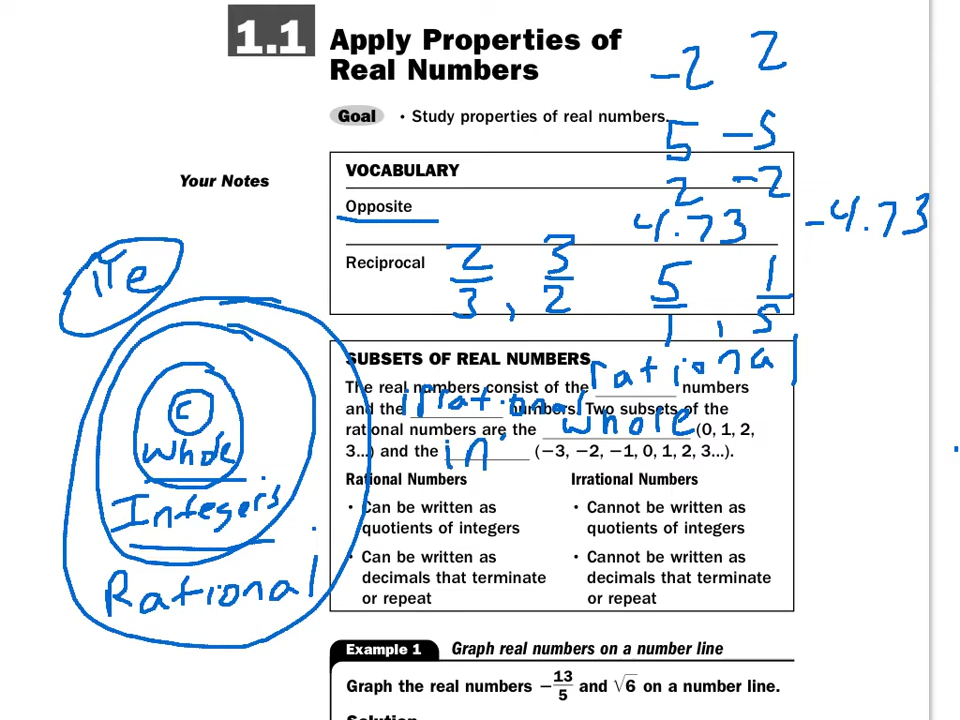 1.1 Apply Properties of
Real Numbers
-2 2
Goal • Study properties of real numbers.
5 -5
Your Notes
VOCABULARY
2 -2
Opposite
4.73 -4.73
Reciprocal 2/3 , 3/2 5/1 , 1/5
SUBSETS OF REAL NUMBERS
The real numbers consist of the rational numbers
and the irrational numbers. Two subsets of the
rational numbers are the whole (0, 1, 2,
3...) and the in (−3, −2, −1, 0, 1, 2, 3...).
Rational Numbers
• Can be written as
quotients of integers
• Can be written as
decimals that terminate
or repeat
Irrational Numbers
• Cannot be written as
quotients of integers
• Cannot be written as
decimals that terminate
or repeat
Whole
Integers
Rational
Example 1 Graph real numbers on a number line
Graph the real numbers −13/5 and √6 on a number line.
Solution